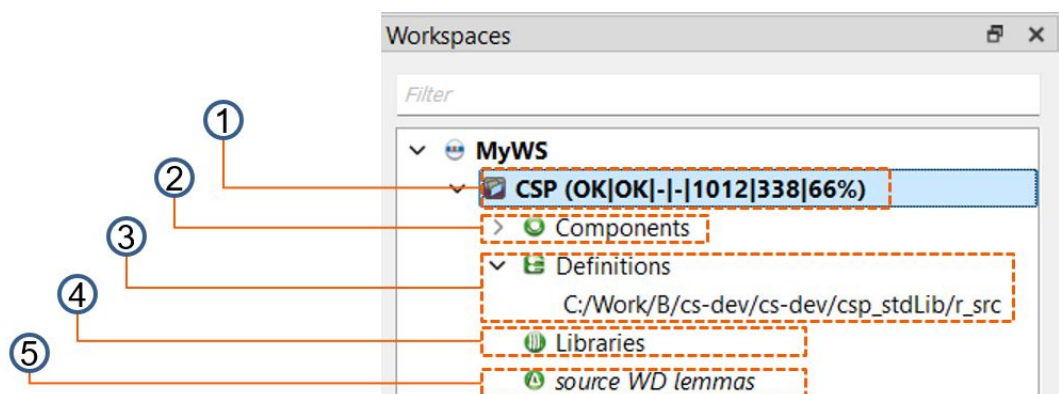 Workspaces
Filter
1
MyWS
2
CSP (OK|OK|-|-|1012|338|66%)
3
Components
Definitions
4
C:/Work/B/cs-dev/cs-dev/csp_stdLib/r_src
5
Libraries
source WD lemmas